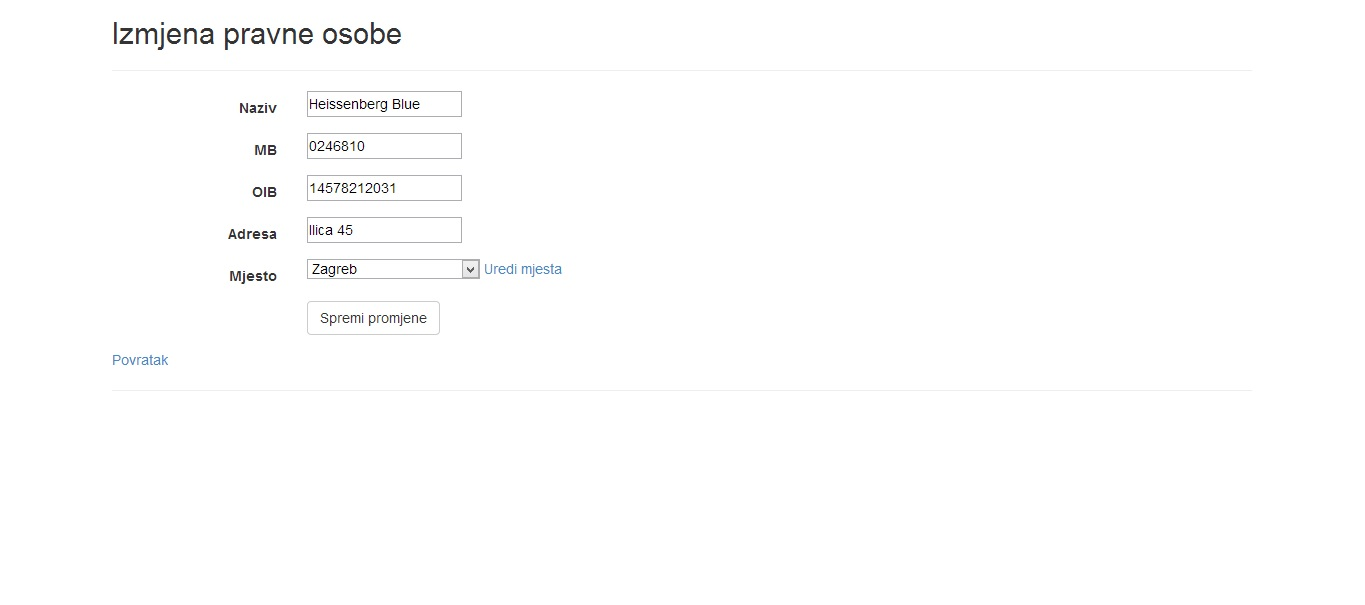 Izmjena pravne osobe
Naziv Heissenberg Blue
MB 0246810
OIB 14578212031
Adresa Ilica 45
Mjesto Zagreb Uredi mjesta
Spremi promjene
Povratak